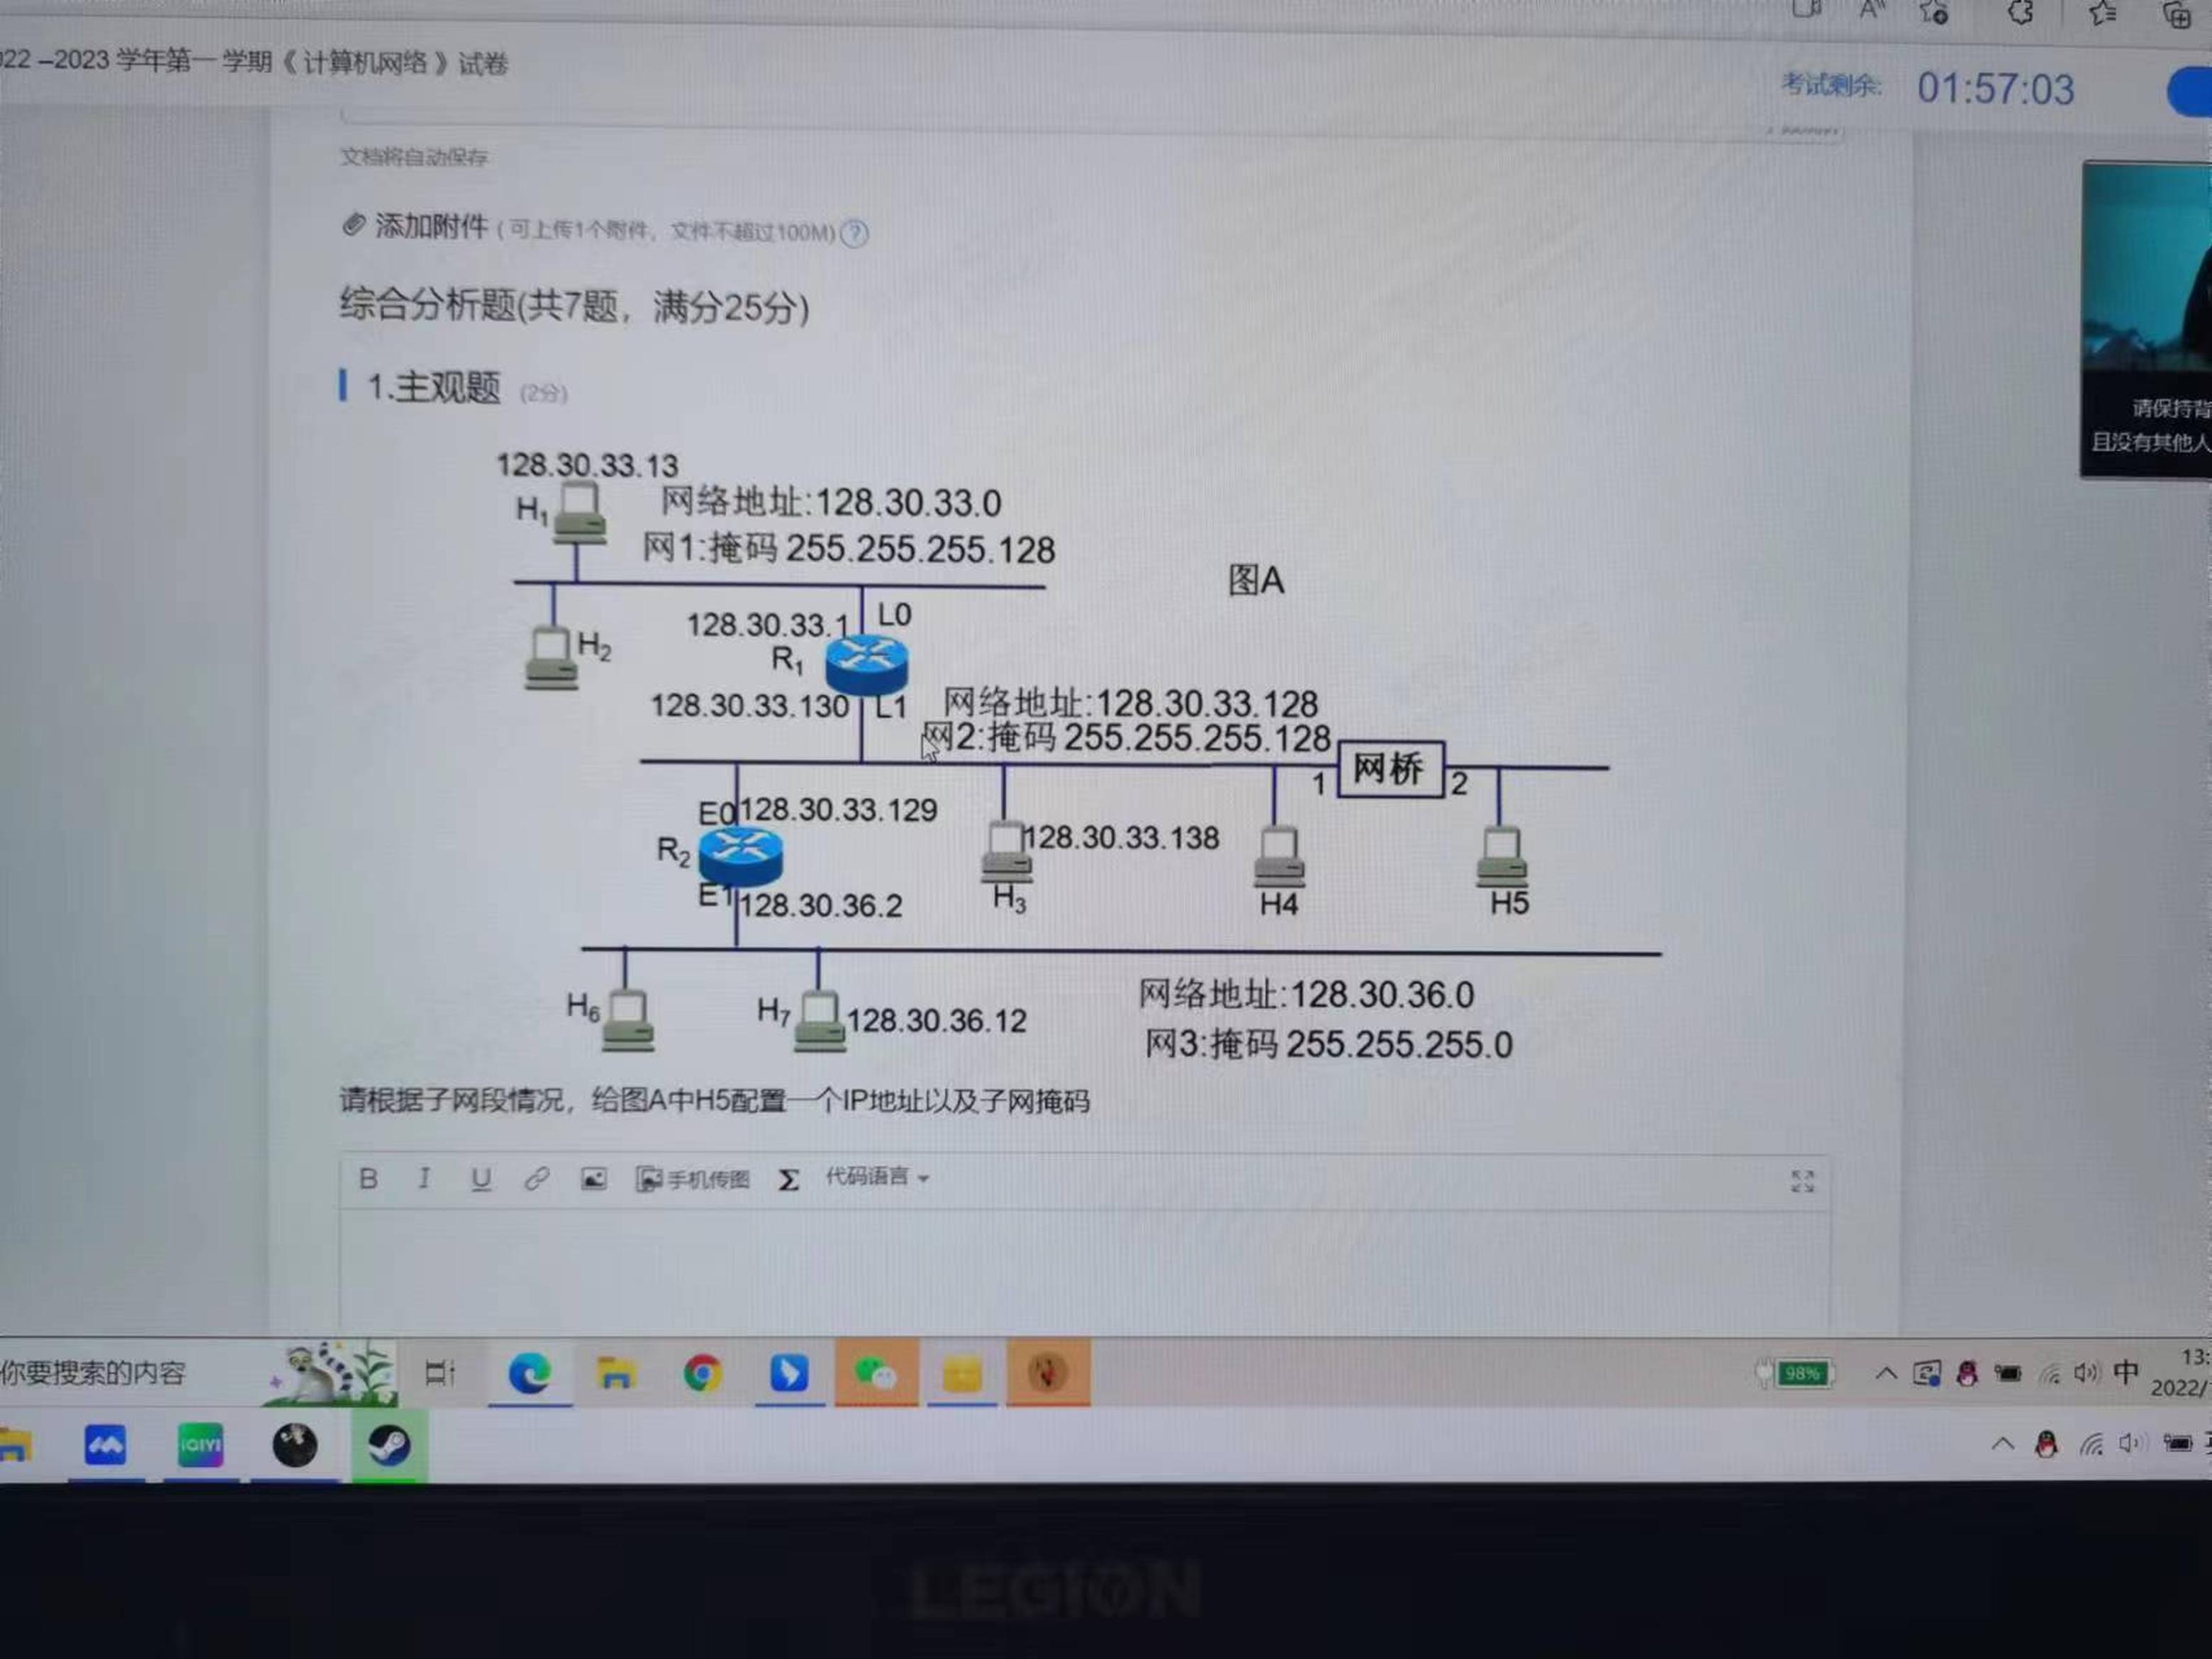 22 –2023 学年第一学期《计算机网络》试卷
考试剩余: 01:57:03
文档将自动保存
添加附件 (可上传1个附件，文件不超过100M) ?
请保持背
且没有其他人
综合分析题(共7题，满分25分)
1.主观题 (2分)
128.30.33.13
H1
网络地址:128.30.33.0
网1:掩码 255.255.255.128
图A
H2
128.30.33.1
L0
R1
128.30.33.130
L1
网络地址:128.30.33.128
网2:掩码 255.255.255.128
1
网桥
2
E0
128.30.33.129
R2
128.30.33.138
E1
128.30.36.2
H3
H4
H5
H6
H7
128.30.36.12
网络地址:128.30.36.0
网3:掩码 255.255.255.0
请根据子网段情况，给图A中H5配置一个IP地址以及子网掩码
B I U 手机传图 Σ 代码语言
你要搜索的内容
98%
中
13:
2022/
iQIYI
LEGION